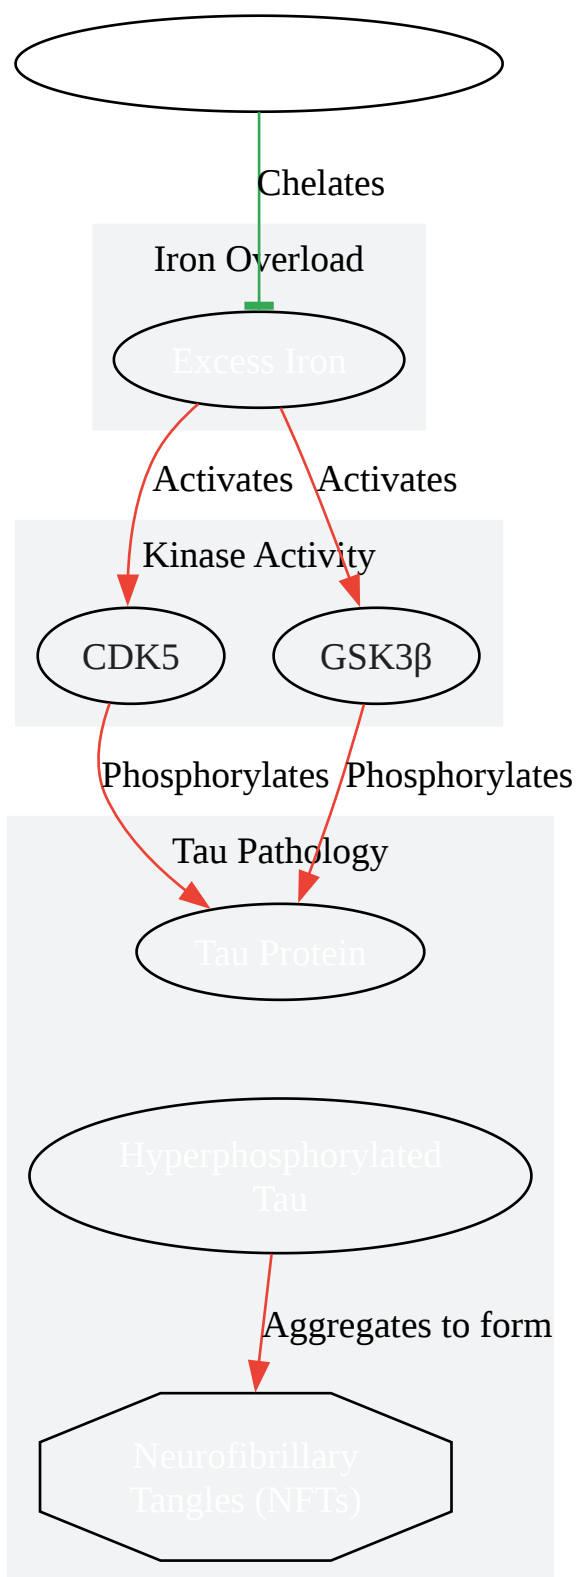 Chelates
Iron Overload
Excess Iron
Activates
Activates
Kinase Activity
CDK5
GSK3β
Phosphorylates
Phosphorylates
Tau Pathology
Tau Protein
Hyperphosphorylated
Tau
Aggregates to form
Neurofibrillary
Tangles (NFTs)